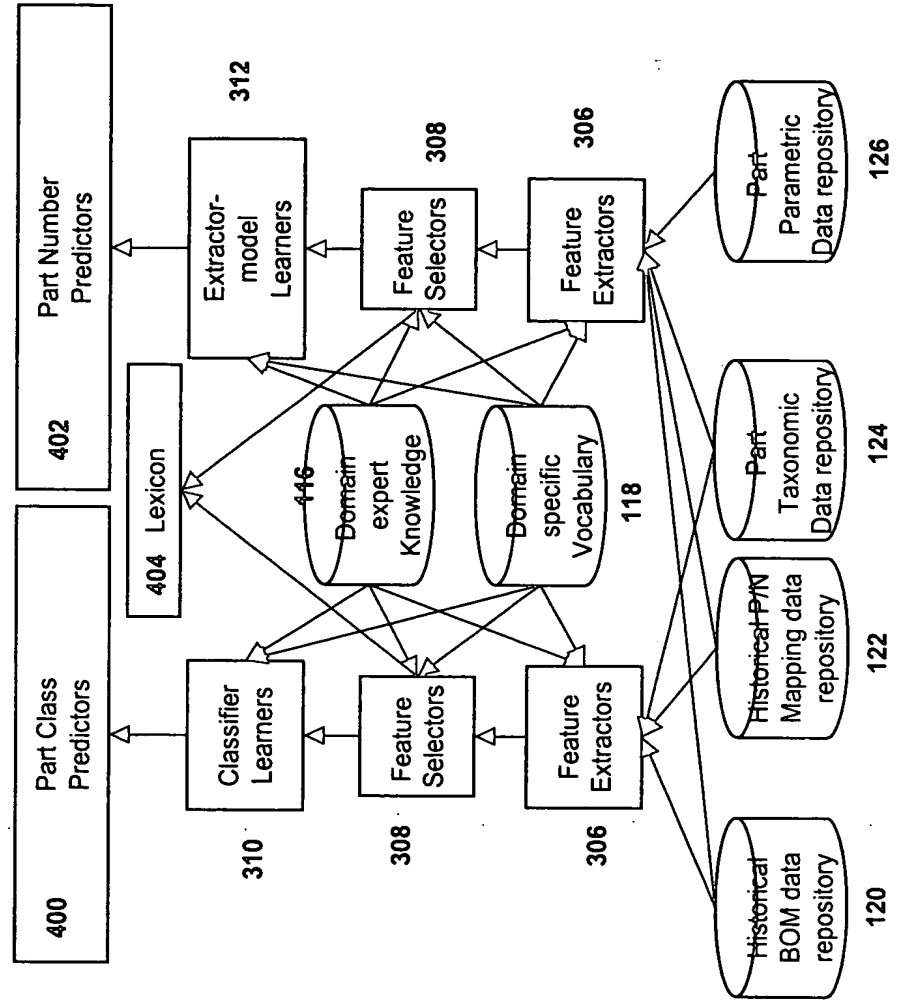 400
Part Class
Predictors
402
Part Number
Predictors
404 Lexicon
310
Classifier
Learners
Extractor-
model
Learners
312
116
Domain
expert
Knowledge
308
Feature
Selectors
Feature
Selectors
308
Domain
specific
Vocabulary
118
306
Feature
Extractors
Feature
Extractors
306
Historical
BOM data
repository
120
Historical P/N
Mapping data
repository
122
Part
Taxonomic
Data repository
124
Part
Parametric
Data repository
126